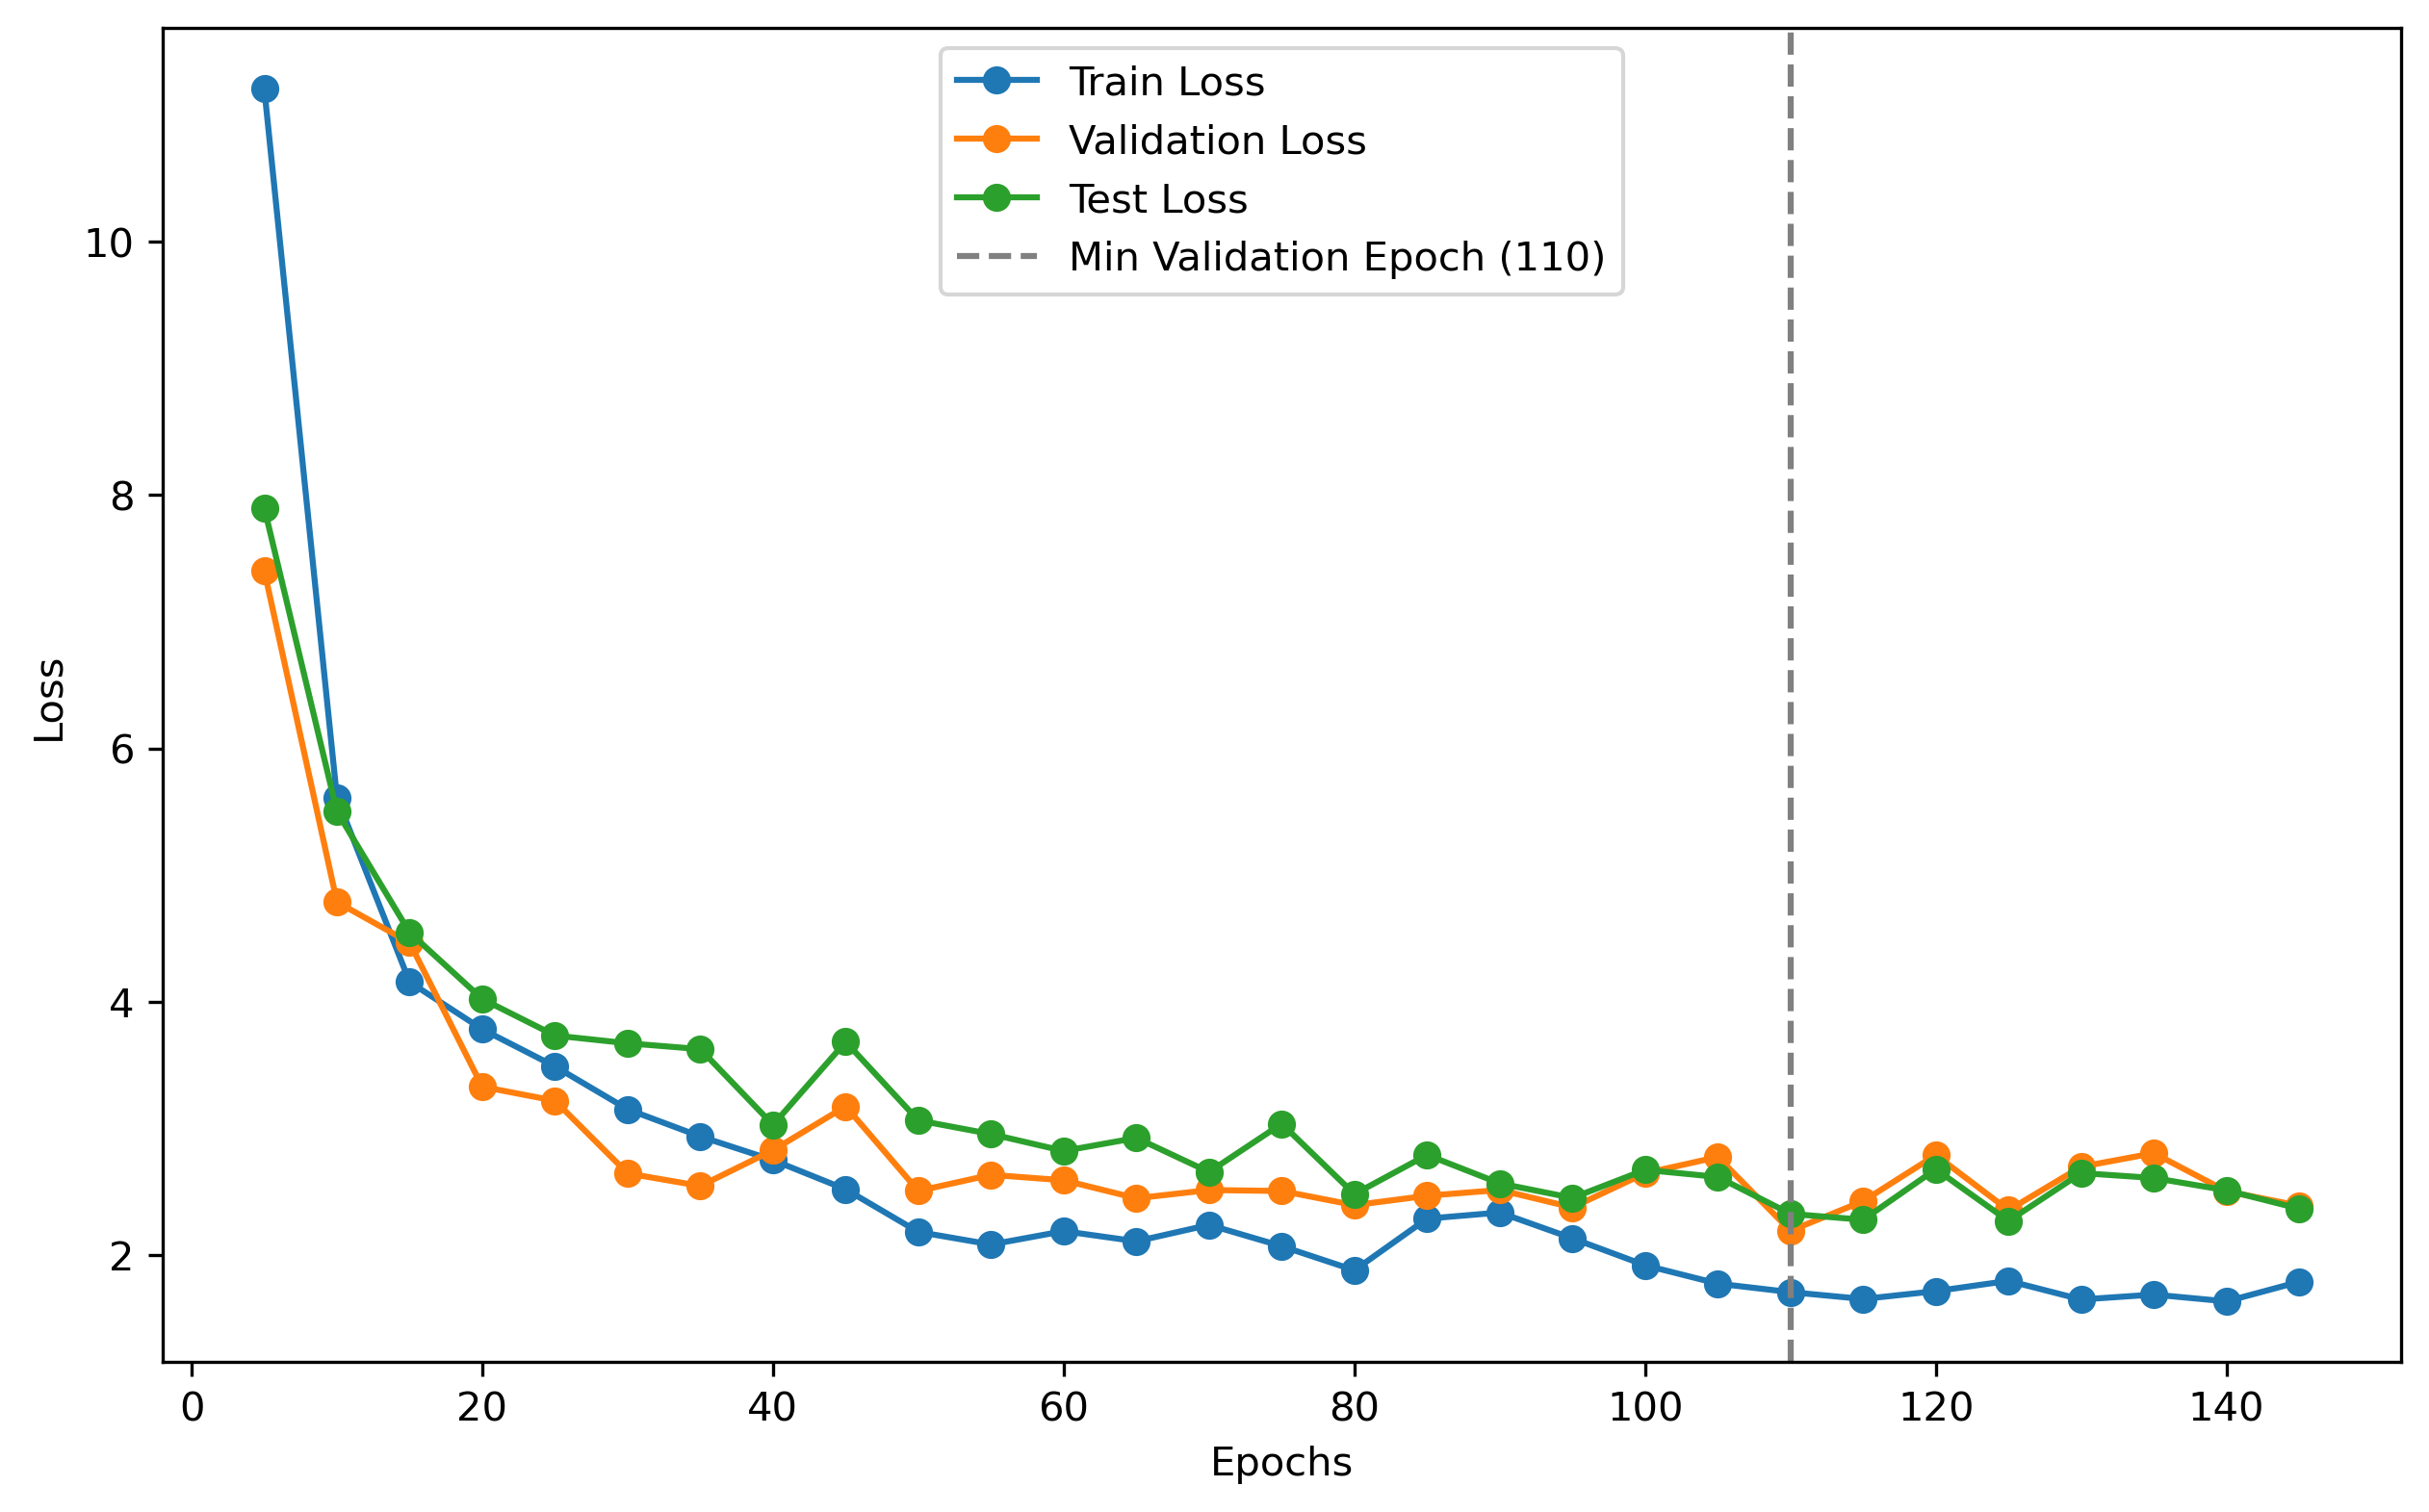 Train Loss
Validation Loss
Test Loss
Min Validation Epoch (110)
10
8
6
4
2
Loss
0 20 40 60 80 100 120 140
Epochs